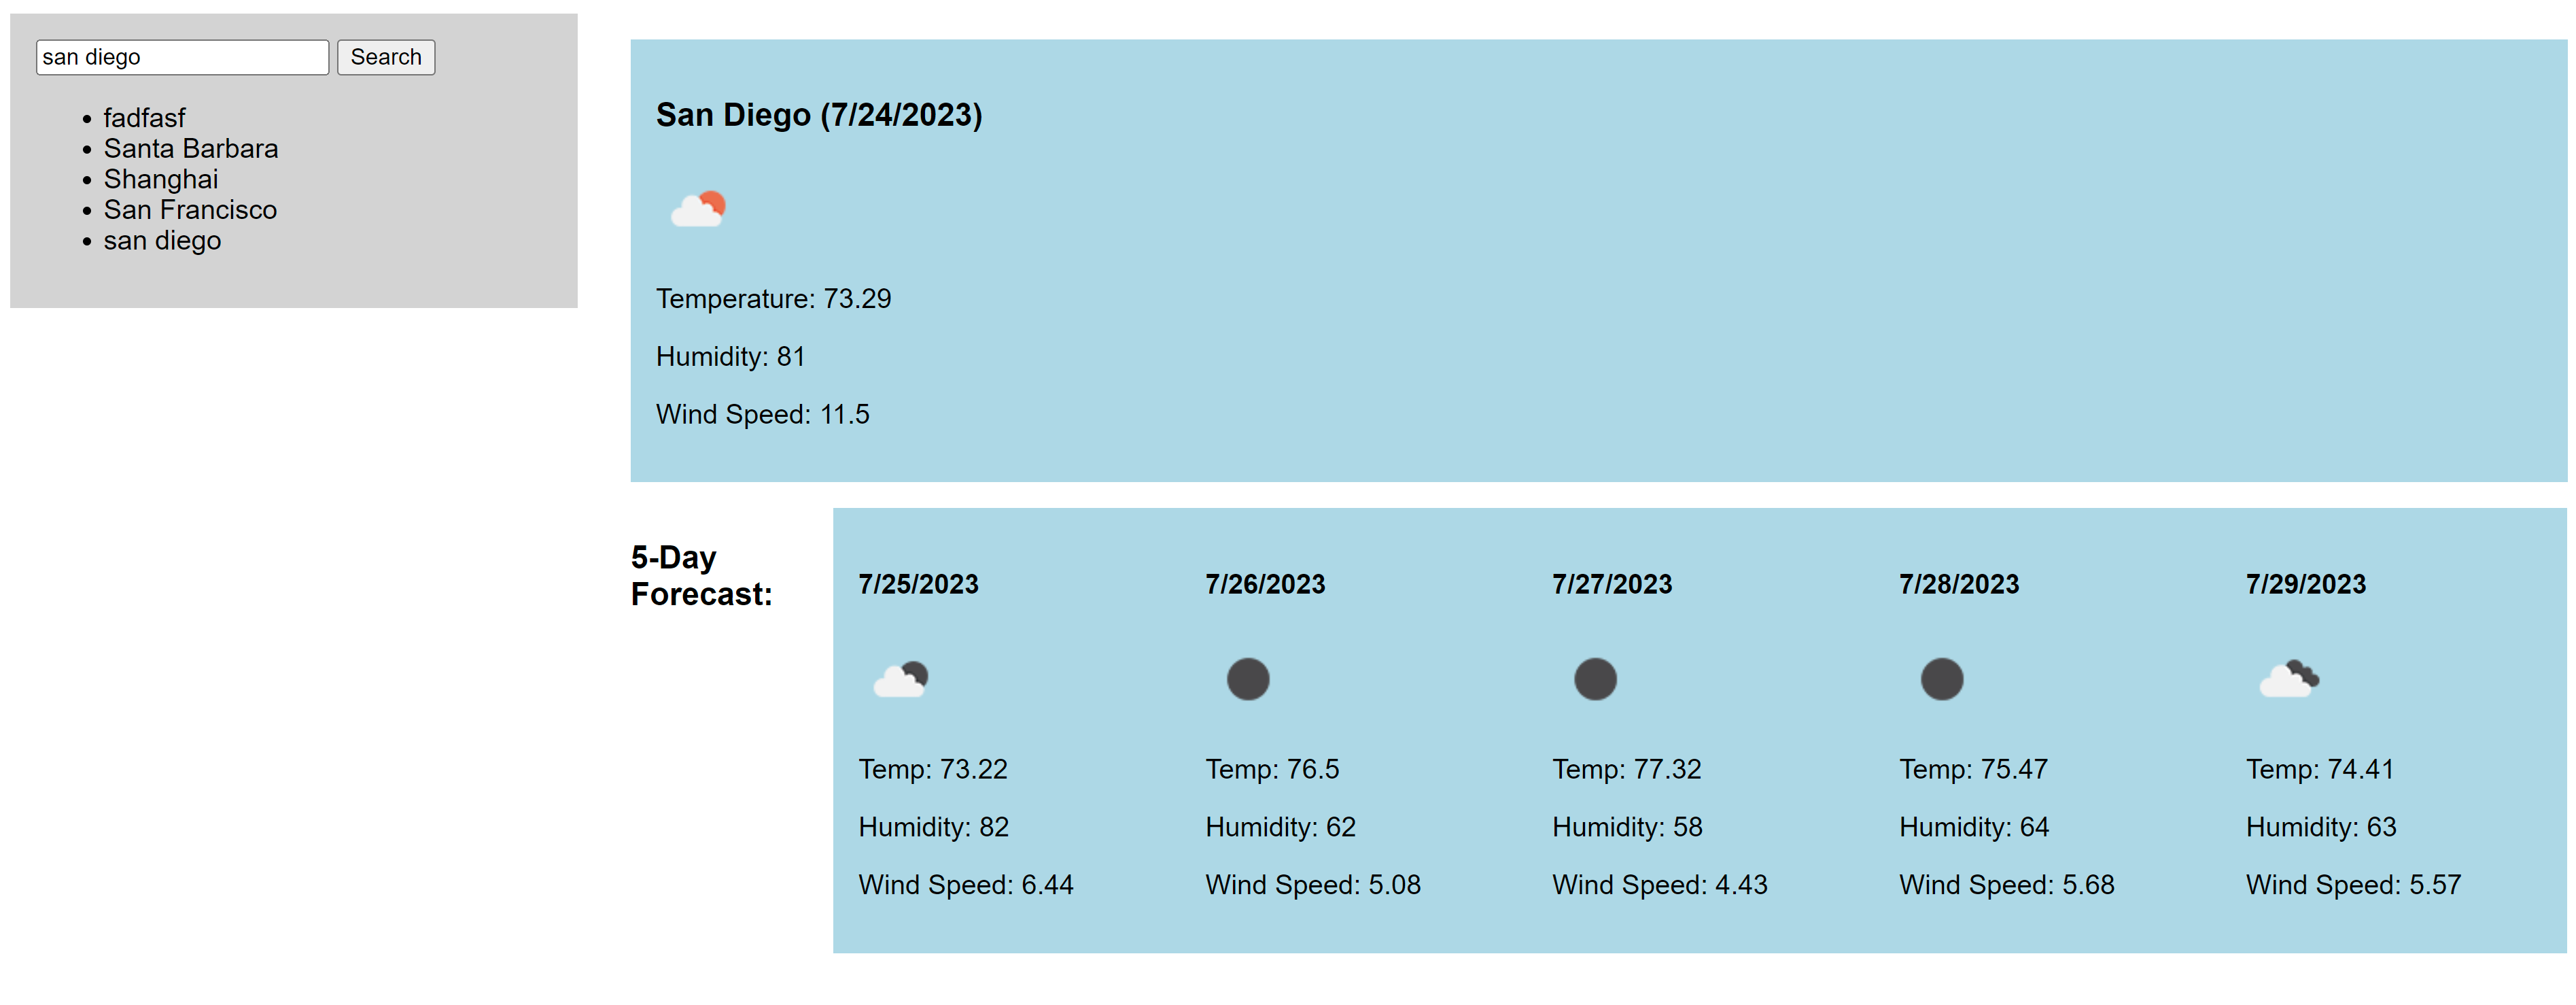 san diego Search
fadfasf
Santa Barbara
Shanghai
San Francisco
san diego
San Diego (7/24/2023)
Temperature: 73.29
Humidity: 81
Wind Speed: 11.5
5-Day
Forecast:
7/25/2023
Temp: 73.22
Humidity: 82
Wind Speed: 6.44
7/26/2023
Temp: 76.5
Humidity: 62
Wind Speed: 5.08
7/27/2023
Temp: 77.32
Humidity: 58
Wind Speed: 4.43
7/28/2023
Temp: 75.47
Humidity: 64
Wind Speed: 5.68
7/29/2023
Temp: 74.41
Humidity: 63
Wind Speed: 5.57